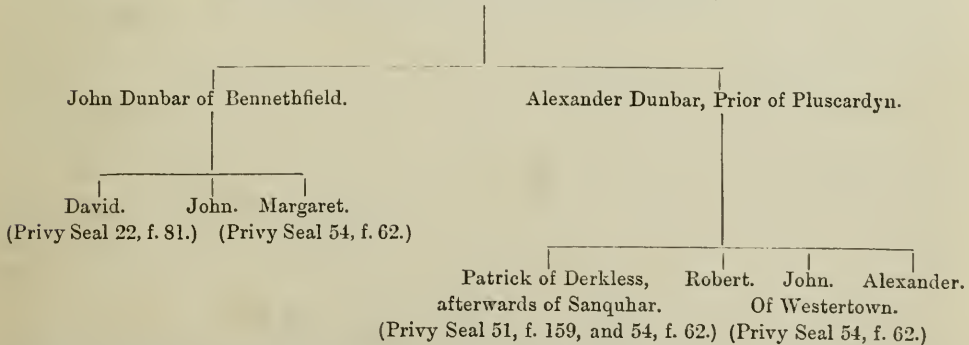 John Dunbar of Bennethfield. Alexander Dunbar, Prior of Pluscardyn.
David. John. Margaret.
(Privy Seal 22, f. 81.) (Privy Seal 54, f. 62.)
Patrick of Derkless, Robert. John. Alexander.
afterwards of Sanquhar. Of Westertown.
(Privy Seal 51, f. 159, and 54, f. 62.) (Privy Seal 54, f. 62.)